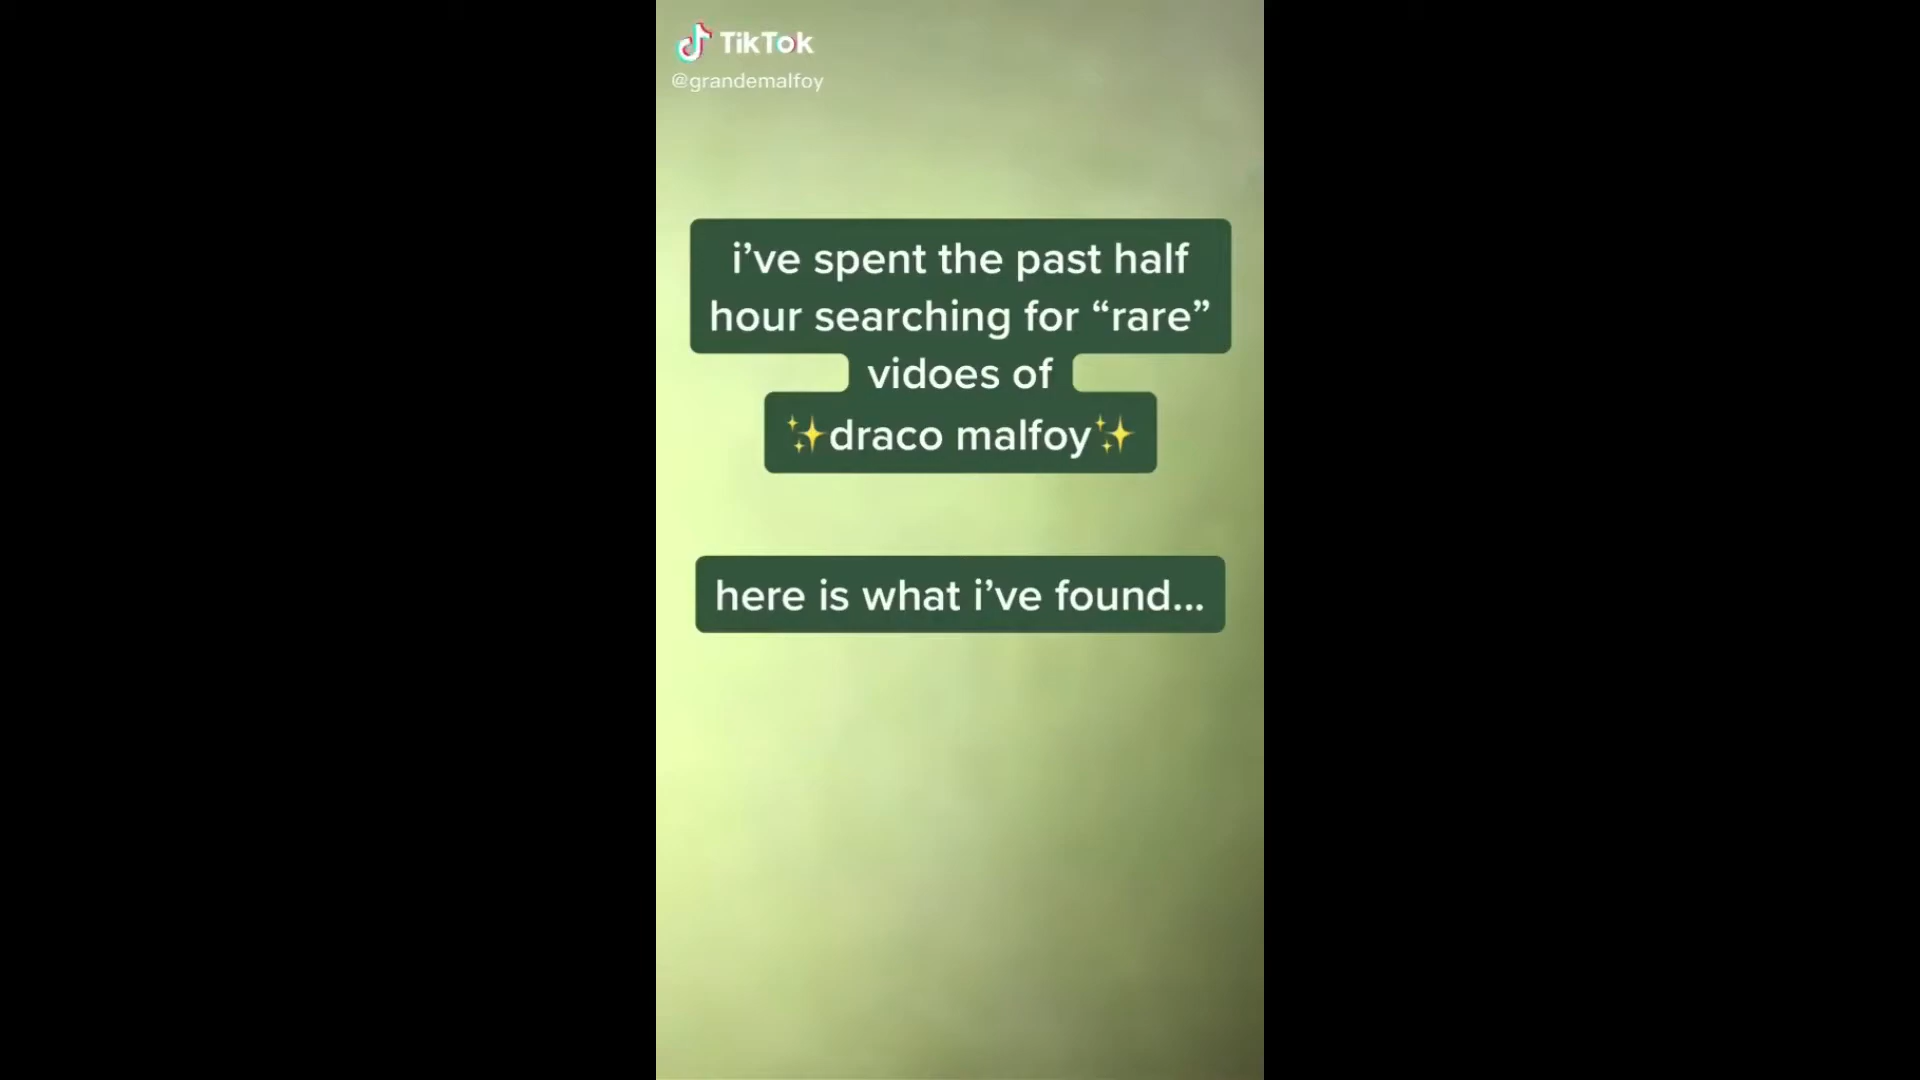 TikTok
@grandemalfoy
i’ve spent the past half
hour searching for “rare”
vidoes of
✨draco malfoy✨
here is what i’ve found...